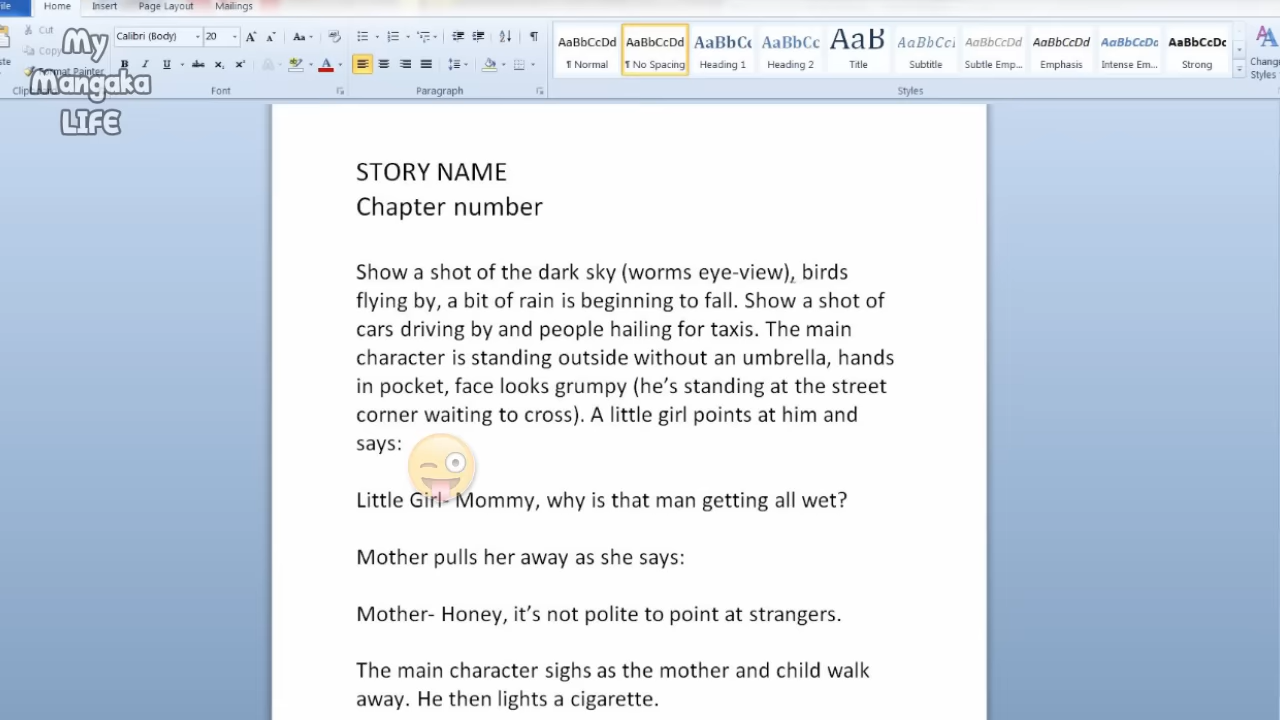 File Home Insert Page Layout Mailings
My
Mangaka
LIFE
Cut
Copy
Format Painter
Calibri (Body) 20
Font
Paragraph
AaBbCcDd AaBbCcDd AaBbCc AaBbCc AaB AaBbCcI AaBbCcDd AaBbCcDd AaBbCcDc AaBbCcDc
¶ Normal ¶ No Spacing Heading 1 Heading 2 Title Subtitle Subtle Emp... Emphasis Intense Em... Strong
Styles
Styles
STORY NAME
Chapter number
Show a shot of the dark sky (worms eye-view), birds
flying by, a bit of rain is beginning to fall. Show a shot of
cars driving by and people hailing for taxis. The main
character is standing outside without an umbrella, hands
in pocket, face looks grumpy (he’s standing at the street
corner waiting to cross). A little girl points at him and
says:
Little Girl- Mommy, why is that man getting all wet?
Mother pulls her away as she says:
Mother- Honey, it’s not polite to point at strangers.
The main character sighs as the mother and child walk
away. He then lights a cigarette.